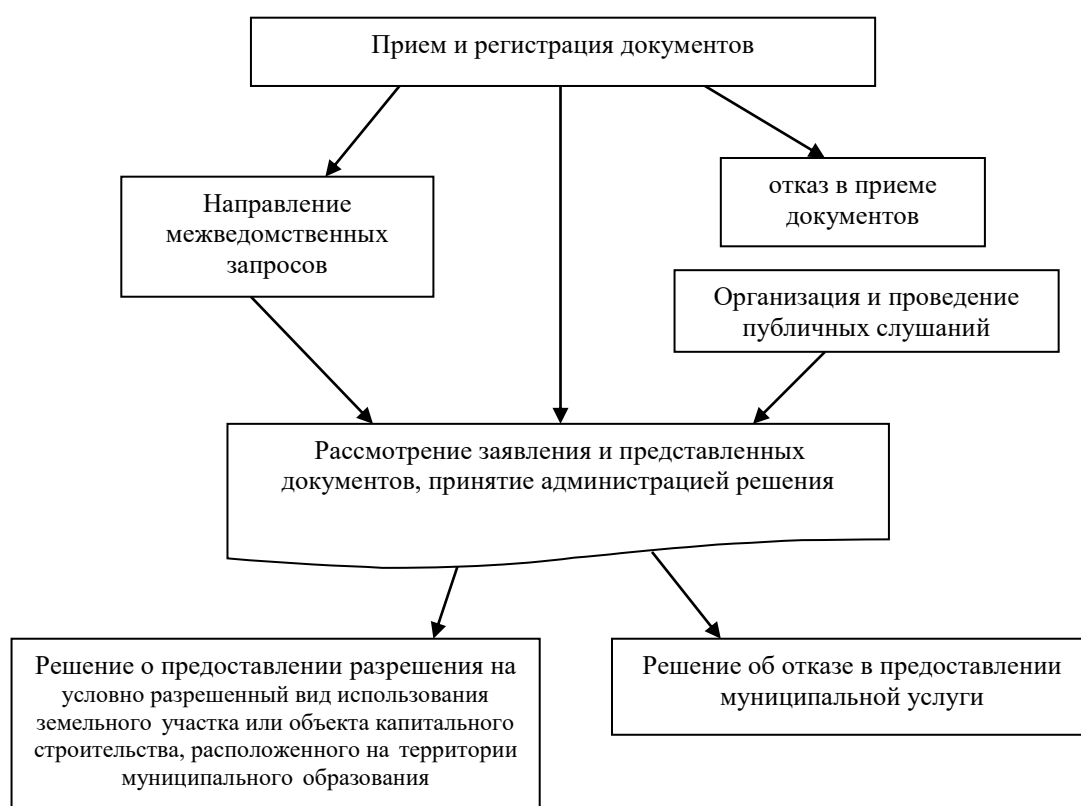 Прием и регистрация документов
отказ в приеме
документов
Направление
межведомственных
запросов
Организация и проведение
публичных слушаний
Рассмотрение заявления и представленных
документов, принятие администрацией решения
Решение о предоставлении разрешения на
условно разрешенный вид использования
земельного участка или объекта капитального
строительства, расположенного на территории
муниципального образования
Решение об отказе в предоставлении
муниципальной услуги